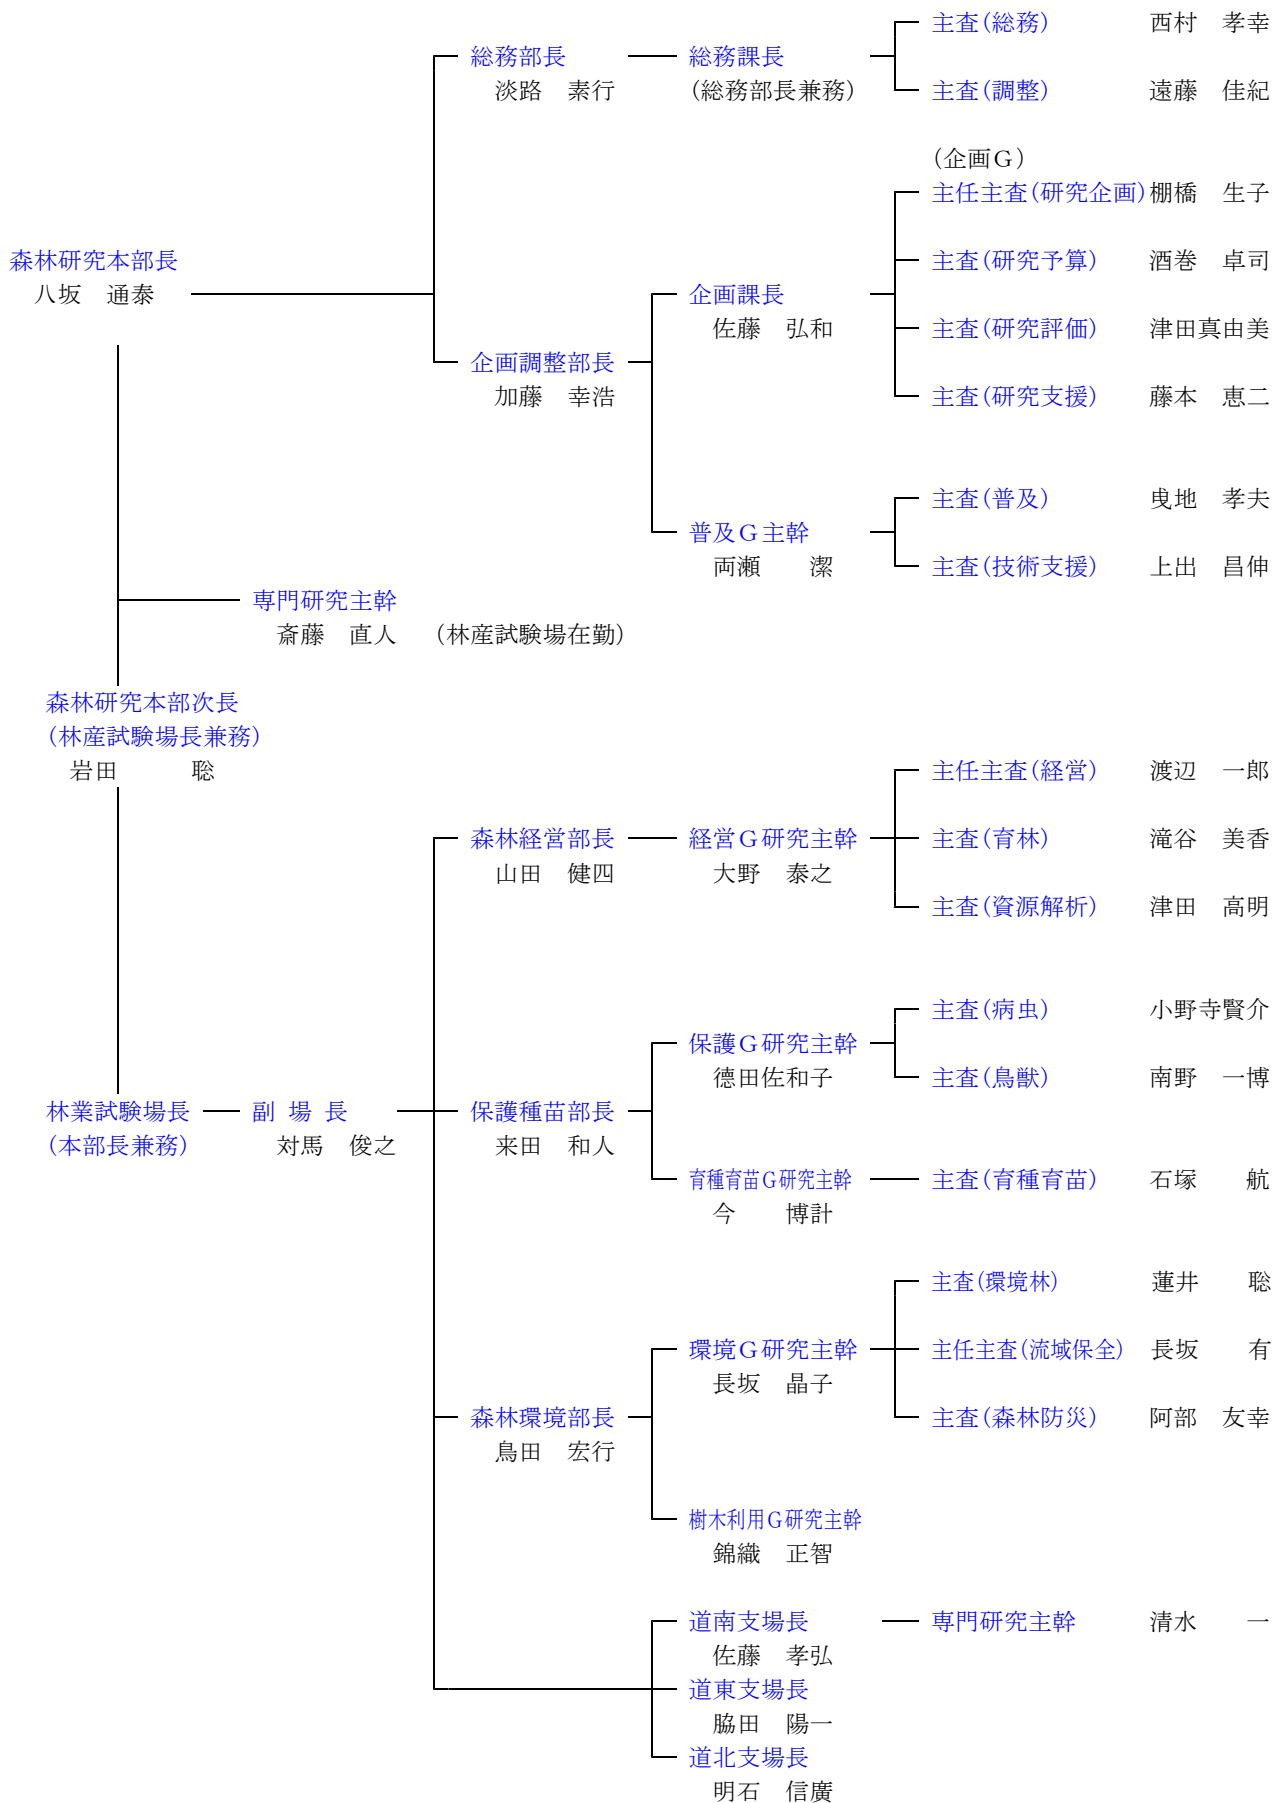 主査(総務)　西村　孝幸
総務部長　総務課長
淡路　素行　(総務部長兼務)
主査(調整)　遠藤　佳紀
(企画Ｇ)
主任主査(研究企画)　棚橋　生子
森林研究本部長
主査(研究予算)　酒巻　卓司
八坂　通泰
企画課長
佐藤　弘和
主査(研究評価)　津田真由美
企画調整部長
加藤　幸浩
主査(研究支援)　藤本　恵二
主査(普及)　曵地　孝夫
普及Ｇ主幹
両瀬　潔
主査(技術支援)　上出　昌伸
専門研究主幹
斎藤　直人　(林産試験場在勤)
森林研究本部次長
(林産試験場長兼務)
岩田　聡
主任主査(経営)　渡辺　一郎
森林経営部長　経営Ｇ研究主幹　主査(育林)　滝谷　美香
山田　健四　大野　泰之
主査(資源解析)　津田　高明
主査(病虫)　小野寺賢介
保護Ｇ研究主幹
徳田佐和子　主査(鳥獣)　南野　一博
林業試験場長　副 場 長　保護種苗部長
(本部長兼務)　対馬　俊之　来田　和人
育種育苗Ｇ研究主幹　主査(育種育苗)　石塚　航
今　博計
主査(環境林)　蓮井　聡
環境Ｇ研究主幹　主任主査(流域保全)　長坂　有
長坂　晶子
森林環境部長　主査(森林防災)　阿部　友幸
鳥田　宏行
樹木利用Ｇ研究主幹
錦織　正智
道南支場長　専門研究主幹　清水　一
佐藤　孝弘
道東支場長
脇田　陽一
道北支場長
明石　信廣